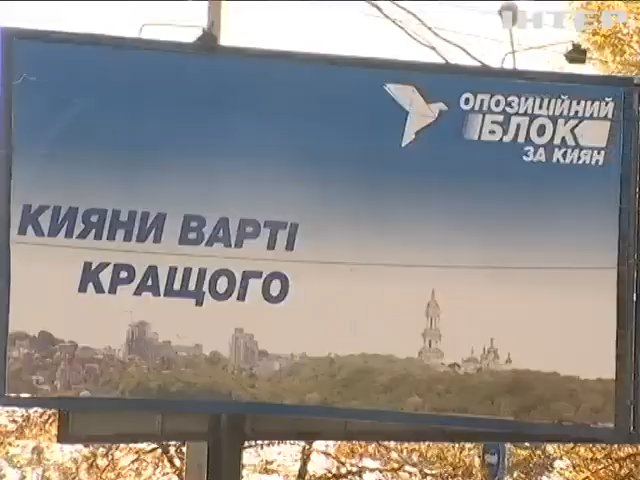 ІНТЕР
ОПОЗИЦІЙНИЙ
БЛОК
ЗА КИЯН
КИЯНИ ВАРТІ
КРАЩОГО